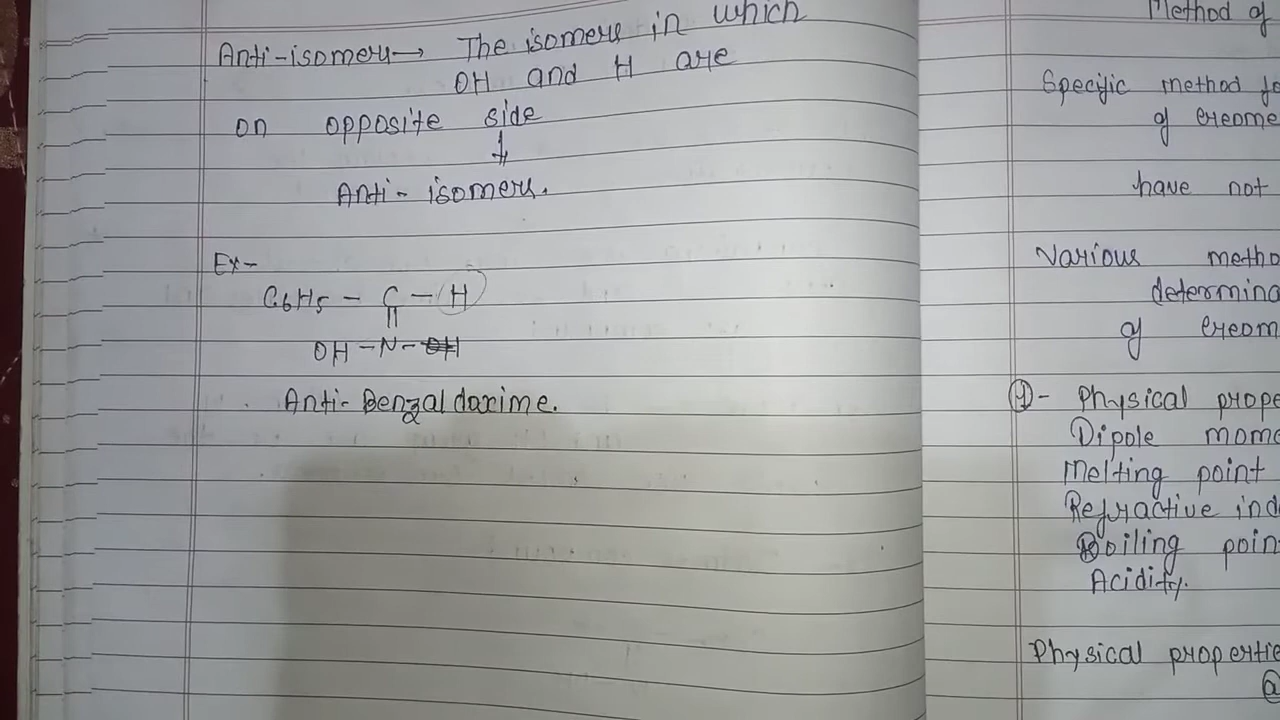 Anti-isomers→ The isomers in which
OH and H are
on opposite side
↓
Anti- isomers.
Ex-
C6H5 - C - H
||
OH - N - OH
Anti- Benzaldoxime.
Method of
Specific method fo
of creome
have not
Various metho
determina
of creom
1- Physical prope
Dipole mome
Melting point
Refractive ind
Boiling poin
Acidity.
Physical propertie
a